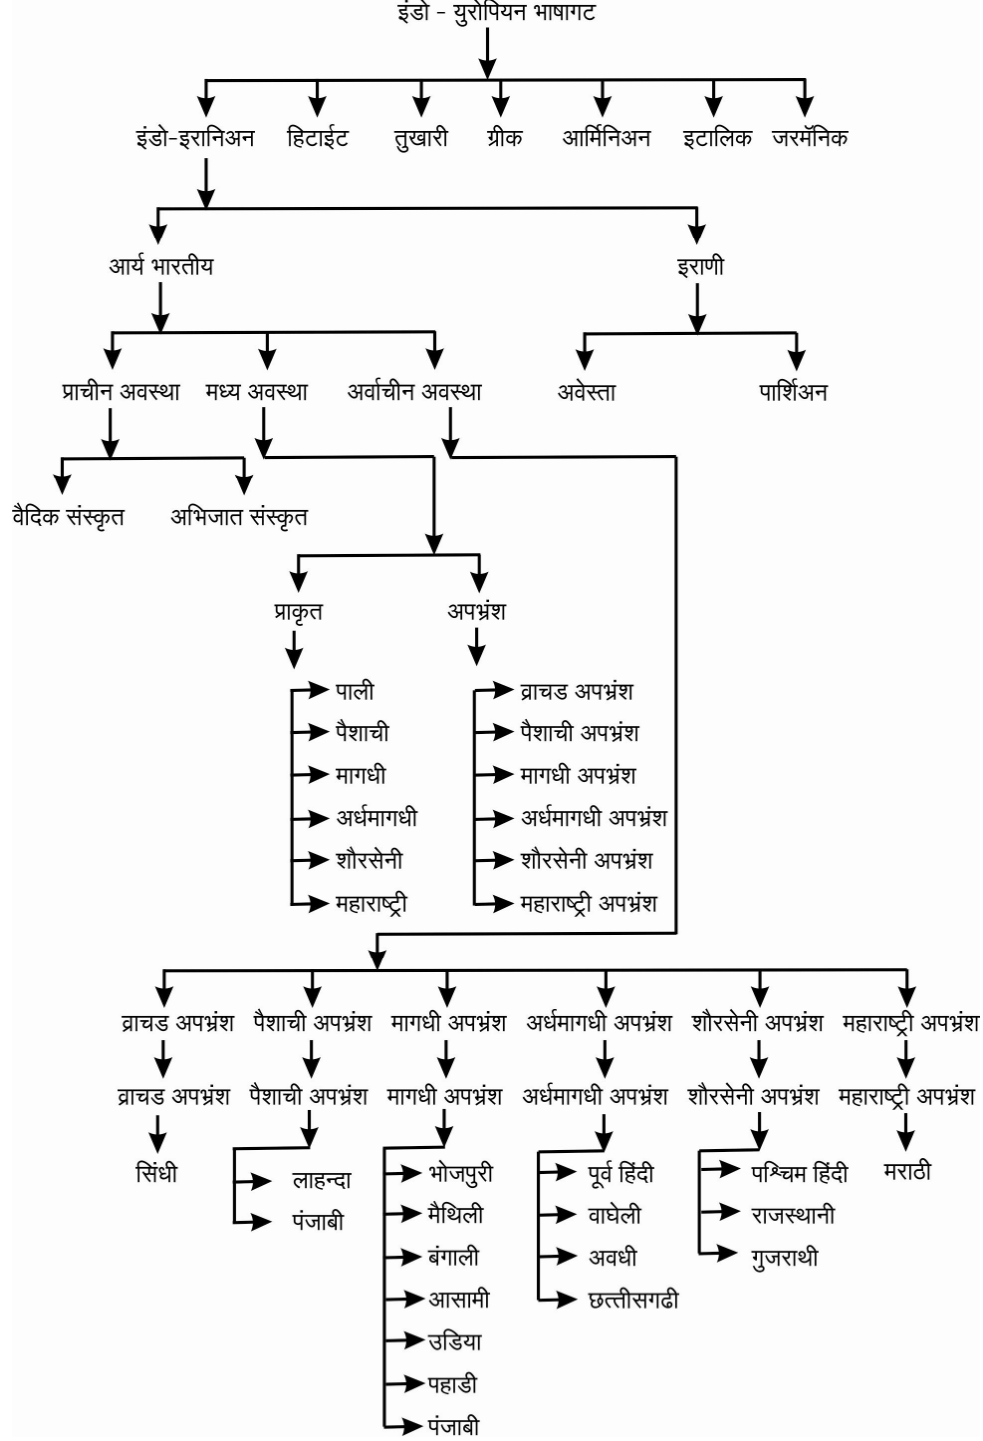 इंडो - युरोपियन भाषागट
इंडो-इरानिअन हिटाईट तुखारी ग्रीक आर्मिनिअन इटालिक जरमॅनिक
आर्य भारतीय इराणी
प्राचीन अवस्था मध्य अवस्था अर्वाचीन अवस्था अवेस्ता पार्शिअन
वैदिक संस्कृत अभिजात संस्कृत
प्राकृत अपभ्रंश
पाली व्राचड अपभ्रंश
पैशाची पैशाची अपभ्रंश
मागधी मागधी अपभ्रंश
अर्धमागधी अर्धमागधी अपभ्रंश
शौरसेनी शौरसेनी अपभ्रंश
महाराष्ट्री महाराष्ट्री अपभ्रंश
व्राचड अपभ्रंश पैशाची अपभ्रंश मागधी अपभ्रंश अर्धमागधी अपभ्रंश शौरसेनी अपभ्रंश महाराष्ट्री अपभ्रंश
व्राचड अपभ्रंश पैशाची अपभ्रंश मागधी अपभ्रंश अर्धमागधी अपभ्रंश शौरसेनी अपभ्रंश महाराष्ट्री अपभ्रंश
सिंधी लाहन्दा भोजपुरी पूर्व हिंदी पश्चिम हिंदी मराठी
पंजाबी मैथिली वाघेली राजस्थानी
बंगाली अवधी गुजराथी
आसामी छत्तीसगढी
उडिया
पहाडी
पंजाबी